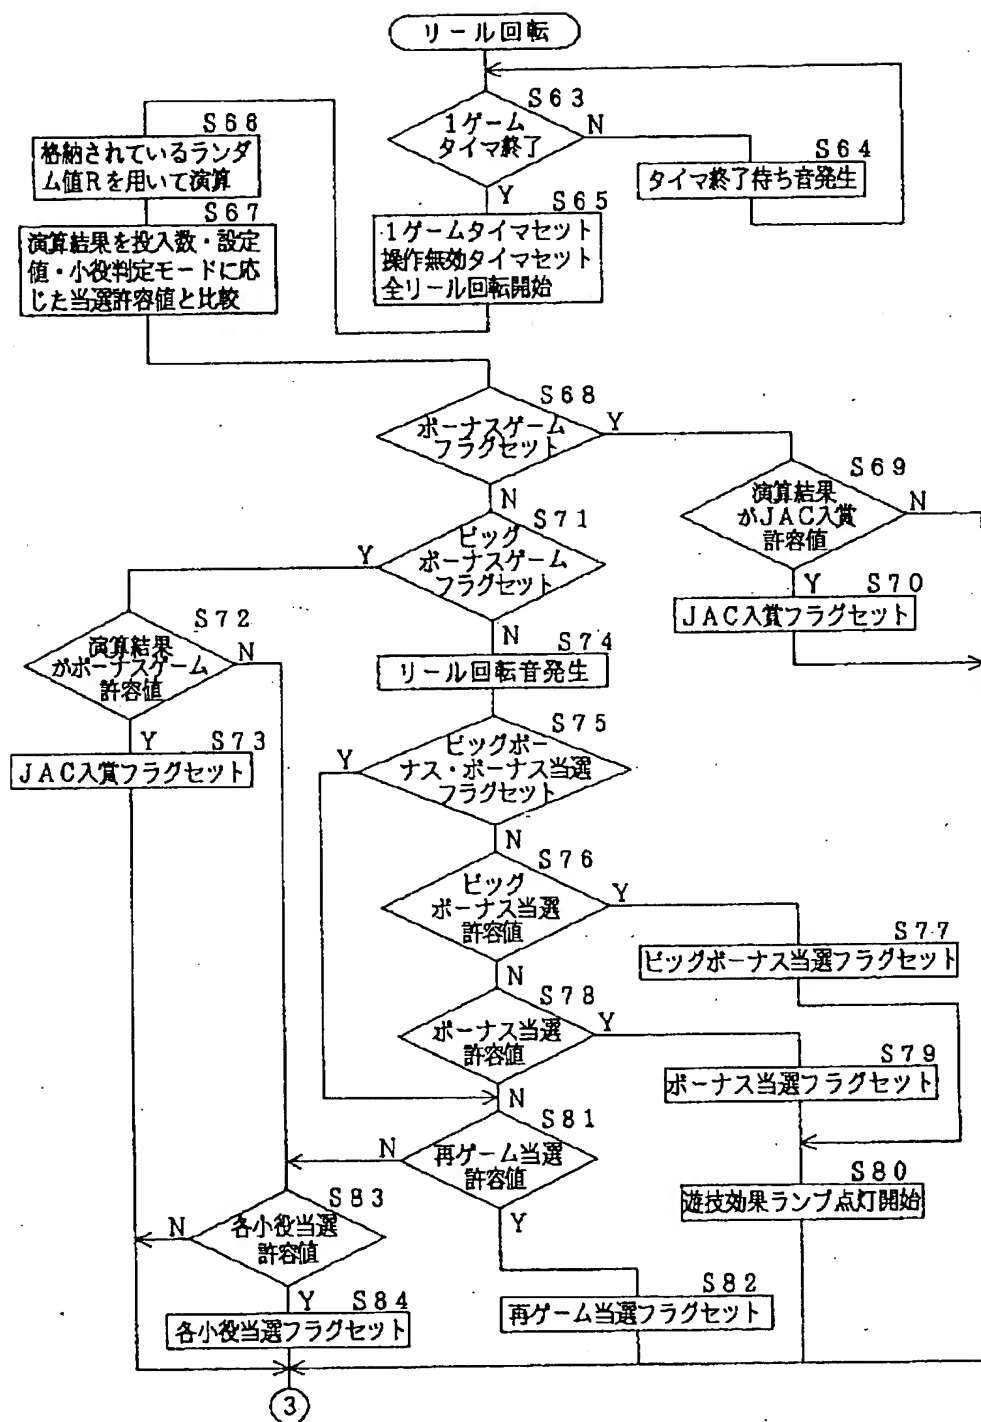 リール回転
S63
1ゲーム
タイマ終了
N
S64
タイマ終了待ち音発生
Y
S65
1ゲームタイマセット
操作無効タイマセット
全リール回転開始
S66
格納されているランダ
ム値Rを用いて演算
S67
演算結果を投入数・設定
値・小役判定モードに応
じた当選許容値と比較
S68
ボーナスゲーム
フラグセット
Y
N
S69
演算結果
がJAC入賞
許容値
N
Y
S70
JAC入賞フラグセット
S71
ビッグ
ボーナスゲーム
フラグセット
Y
N
S72
演算結果
がボーナスゲーム
許容値
N
Y
S73
JAC入賞フラグセット
S74
リール回転音発生
S75
ビッグボー
ナス・ボーナス当選
フラグセット
Y
N
S76
ビッグ
ボーナス当選
許容値
Y
N
S77
ビッグボーナス当選フラグセット
S78
ボーナス当選
許容値
Y
N
S79
ボーナス当選フラグセット
S80
遊技効果ランプ点灯開始
S81
再ゲーム当選
許容値
N
Y
S82
再ゲーム当選フラグセット
S83
各小役当選
許容値
N
Y
S84
各小役当選フラグセット
3